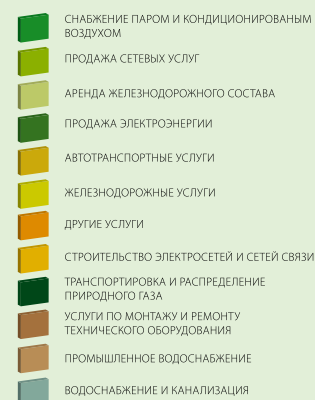 СНАБЖЕНИЕ ПАРОМ И КОНДИЦИОНИРОВАНЫМ
ВОЗДУХОМ
ПРОДАЖА СЕТЕВЫХ УСЛУГ
АРЕНДА ЖЕЛЕЗНОДОРОЖНОГО СОСТАВА
ПРОДАЖА ЭЛЕКТРОЭНЕРГИИ
АВТОТРАНСПОРТНЫЕ УСЛУГИ
ЖЕЛЕЗНОДОРОЖНЫЕ УСЛУГИ
ДРУГИЕ УСЛУГИ
СТРОИТЕЛЬСТВО ЭЛЕКТРОСЕТЕЙ И СЕТЕЙ СВЯЗИ
ТРАНСПОРТИРОВКА И РАСПРЕДЕЛЕНИЕ
ПРИРОДНОГО ГАЗА
УСЛУГИ ПО МОНТАЖУ И РЕМОНТУ
ТЕХНИЧЕСКОГО ОБОРУДОВАНИЯ
ПРОМЫШЛЕННОЕ ВОДОСНАБЖЕНИЕ
ВОДОСНАБЖЕНИЕ И КАНАЛИЗАЦИЯ